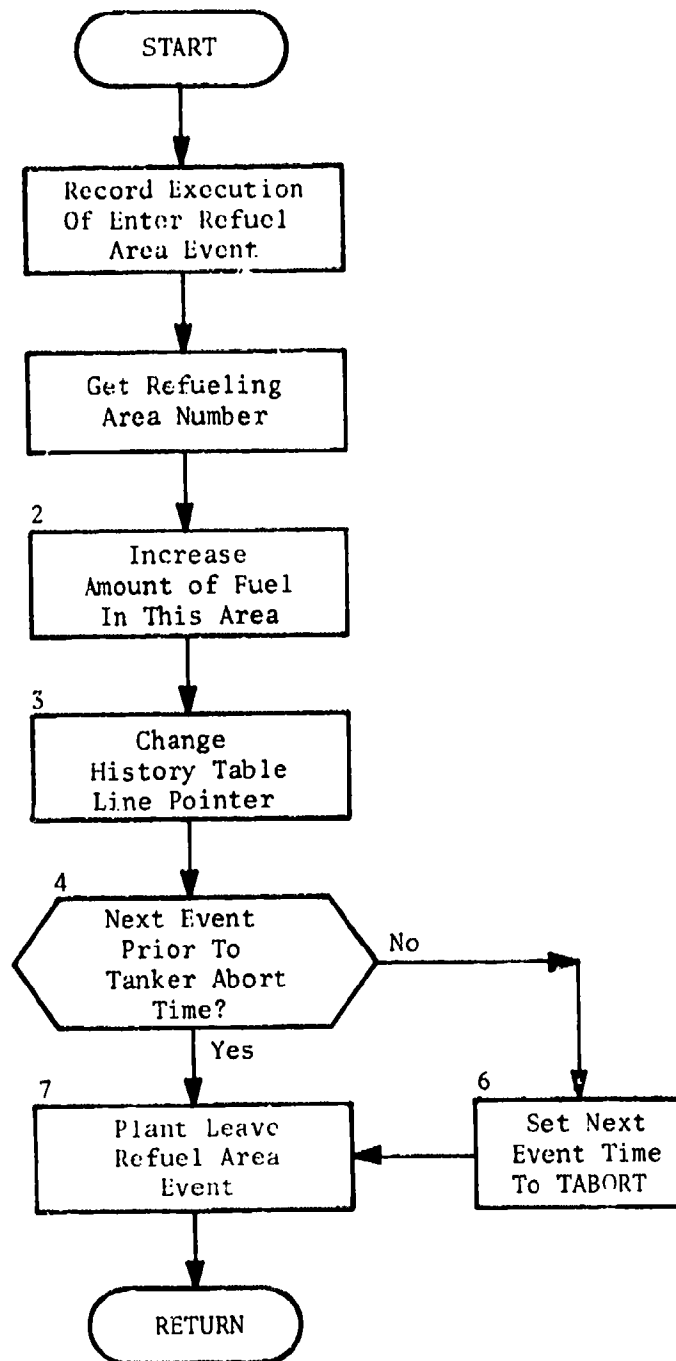 START
Record Execution
Of Enter Refuel
Area Event
Get Refueling
Area Number
2
Increase
Amount of Fuel
In This Area
3
Change
History Table
Line Pointer
4
Next Event
Prior To
Tanker Abort
Time?
No
Yes
7
Plant Leave
Refuel Area
Event
6
Set Next
Event Time
To TABORT
RETURN